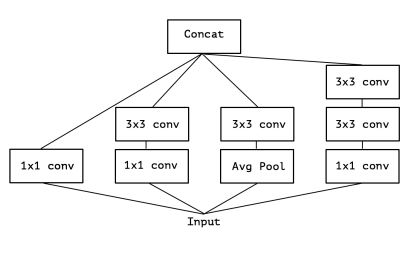 Concat
3x3 conv
3x3 conv 3x3 conv 3x3 conv
1x1 conv 1x1 conv Avg Pool 1x1 conv
Input